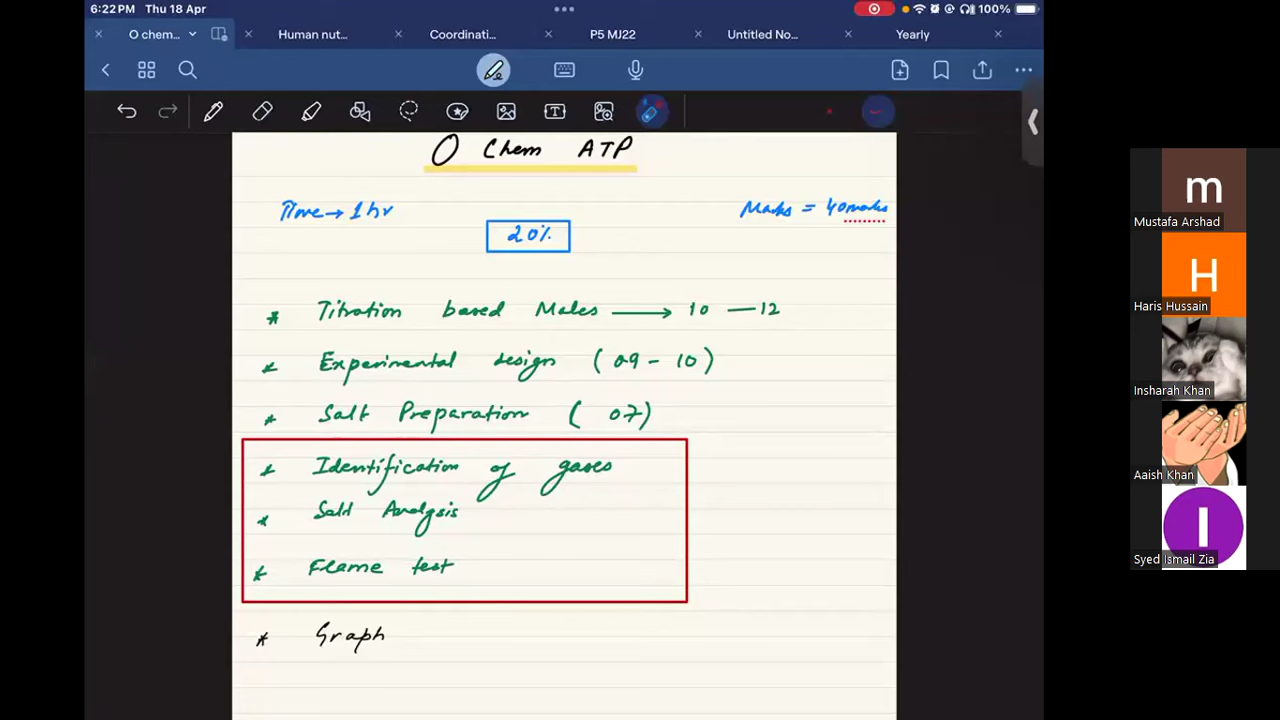 6:22 PM Thu 18 Apr
100%
O chem... Human nut... Coordinati... P5 MJ22 Untitled No... Yearly
O Chem ATP
Time → 1 hr
Marks = 40 marks
20%
* Titration based Moles → 10 — 12
* Experimental design ( 09 - 10 )
* Salt Preparation ( 07 )
* Identification of gases
* Salt Analysis
* Flame test
* Graph
m
Mustafa Arshad
H
Haris Hussain
Insharah Khan
Aaish Khan
I
Syed Ismail Zia